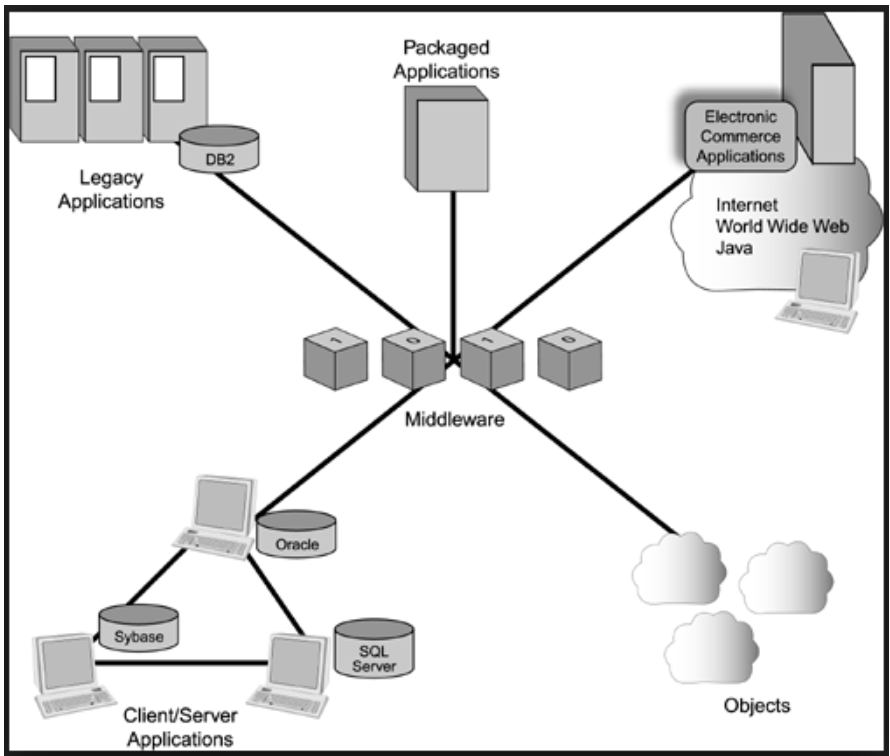 Packaged
Applications
Electronic
Commerce
Applications
DB2
Legacy
Applications
Internet
World Wide Web
Java
1
0
1
0
Middleware
Oracle
Sybase
SQL
Server
Client/Server
Applications
Objects